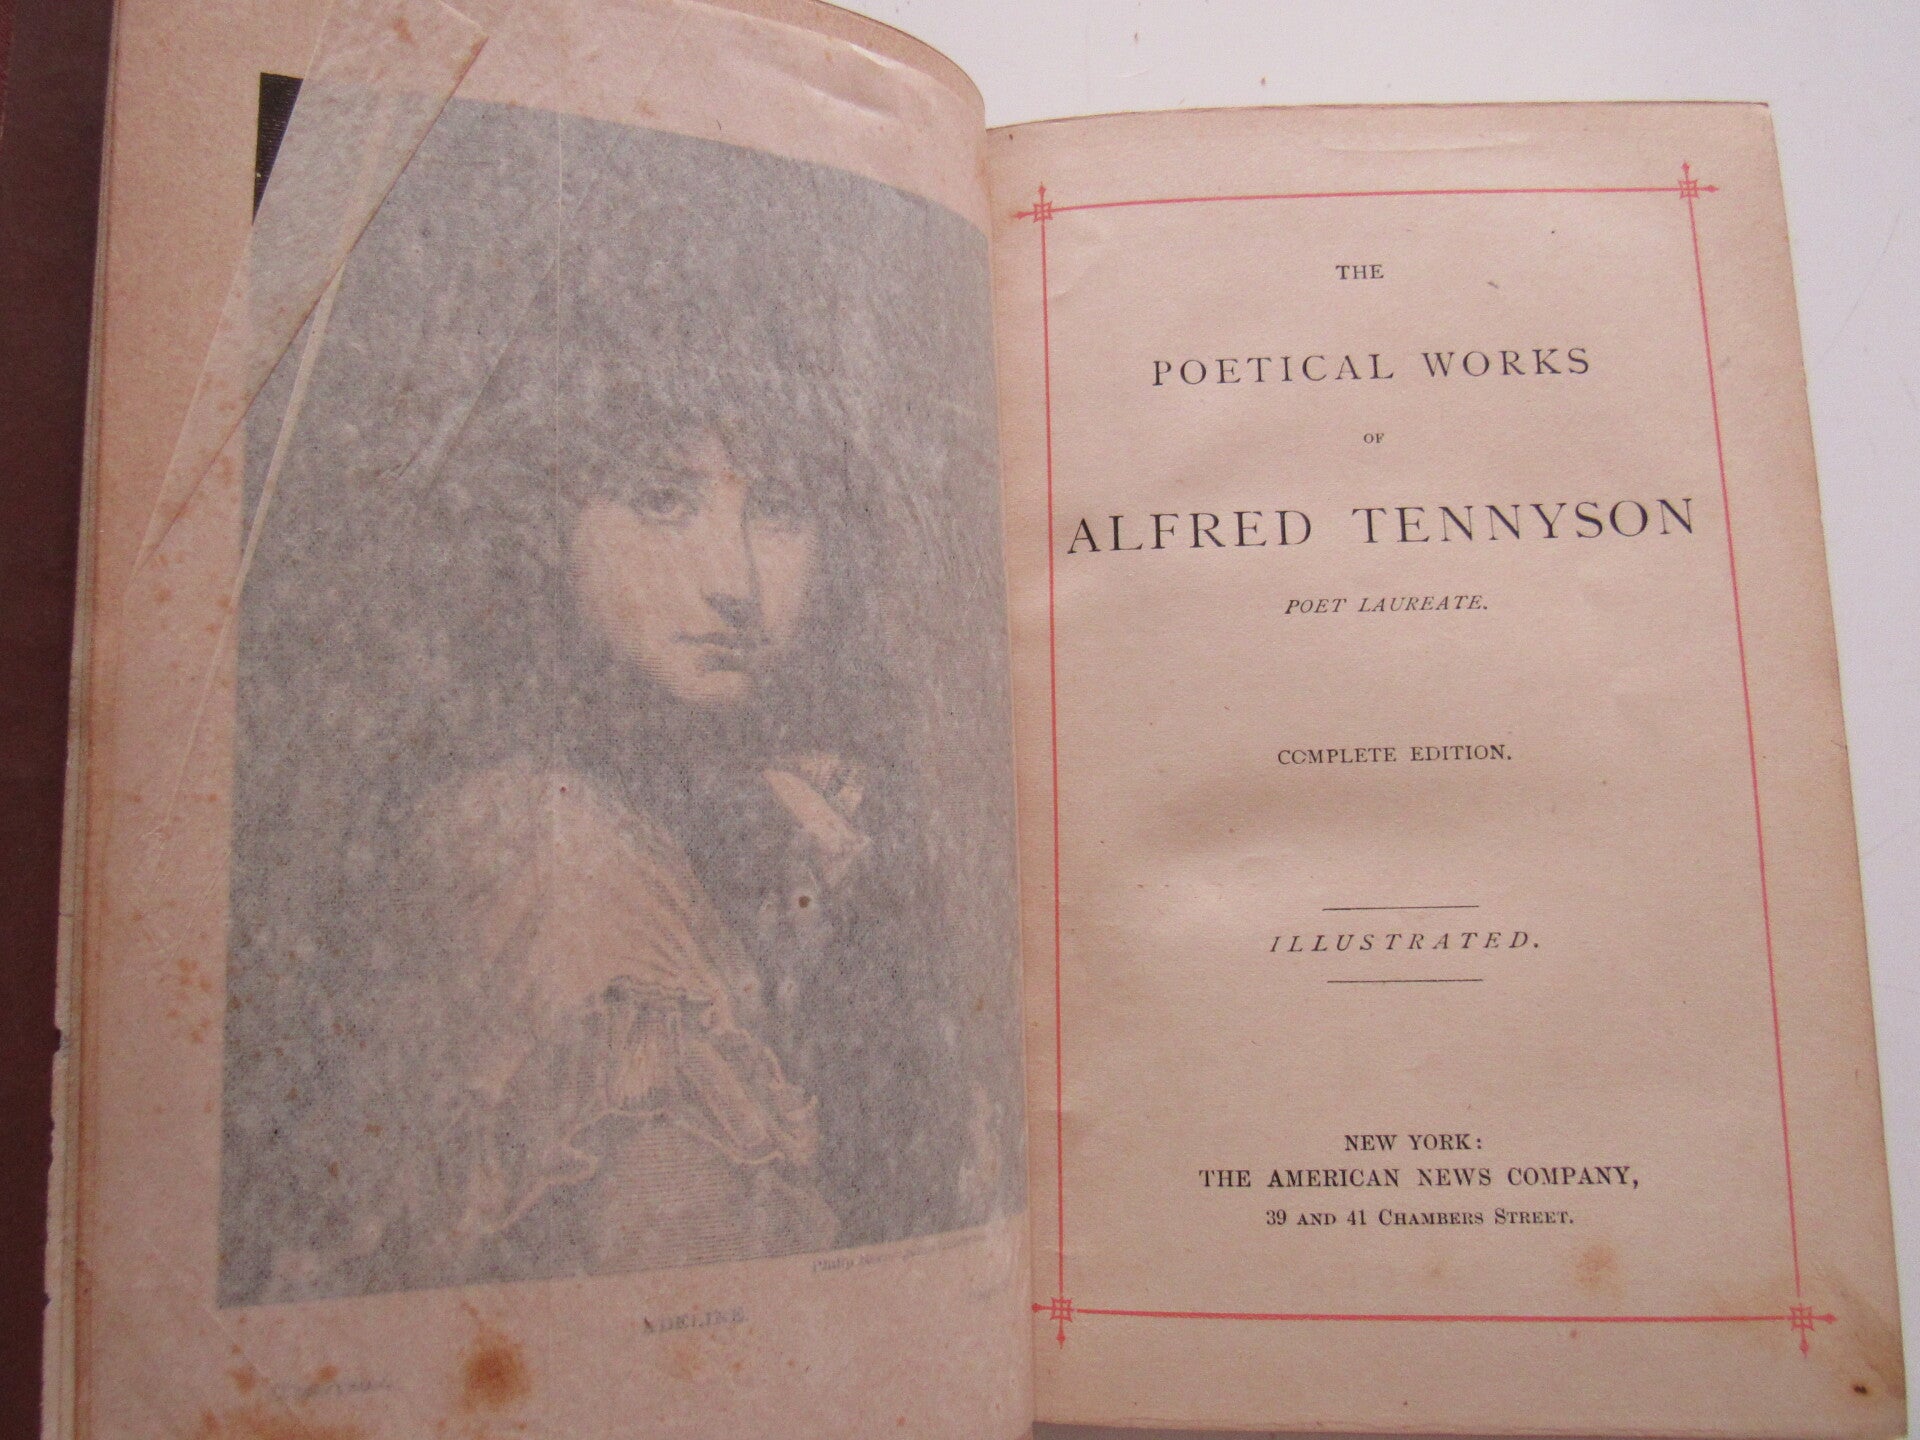 ADELINE.
THE
POETICAL WORKS
OF
ALFRED TENNYSON
POET LAUREATE.
COMPLETE EDITION.
ILLUSTRATED.
NEW YORK:
THE AMERICAN NEWS COMPANY,
39 AND 41 CHAMBERS STREET.